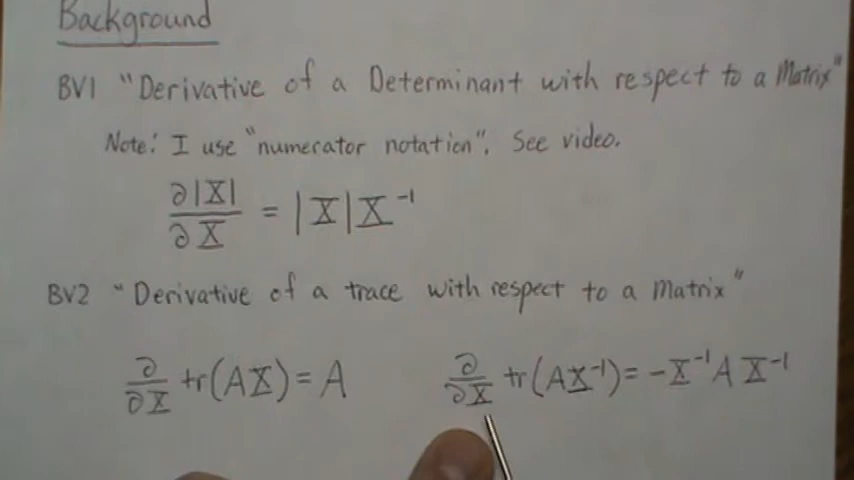 Background
BV1 "Derivative of a Determinant with respect to a Matrix"
Note: I use "numerator notation". See video.
∂|X|/∂X = |X|X⁻¹
BV2 "Derivative of a trace with respect to a matrix"
∂/∂X tr(AX) = A    ∂/∂X tr(AX⁻¹) = -X⁻¹AX⁻¹